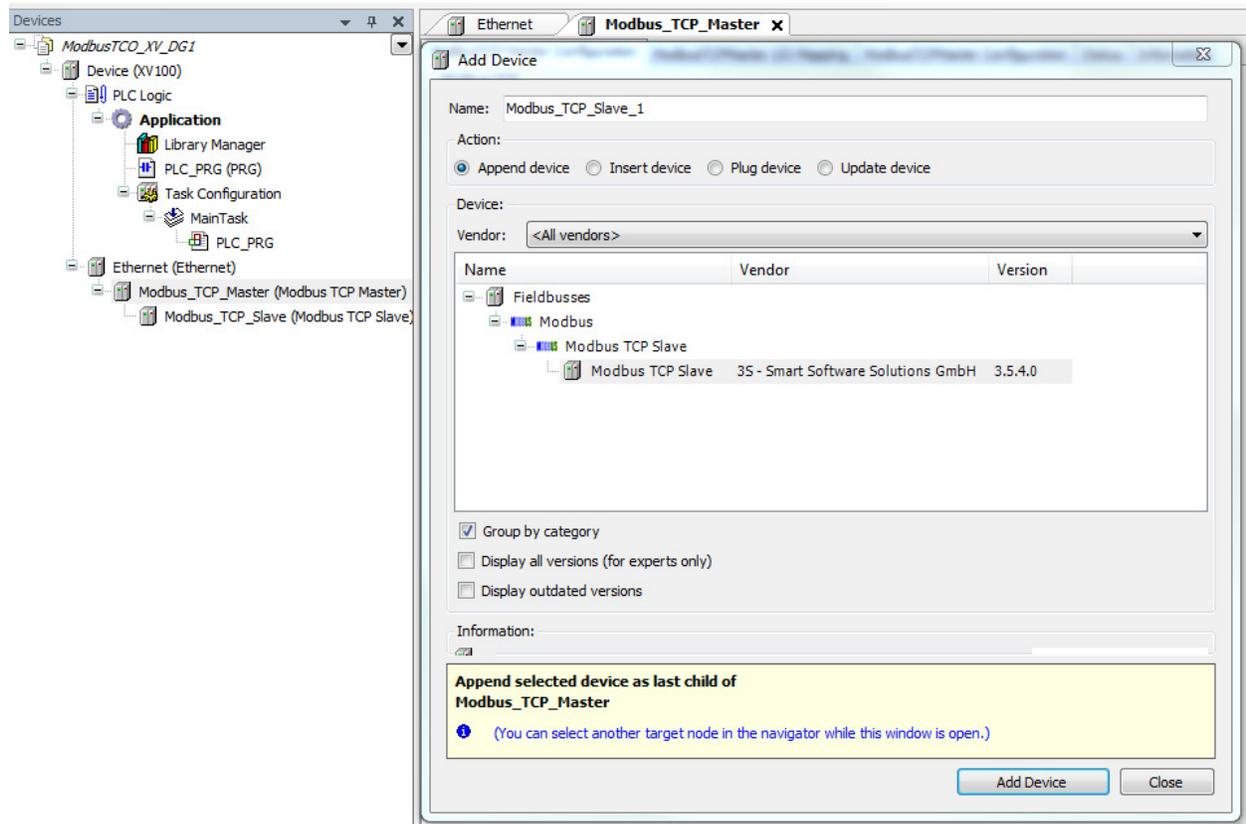 Devices
ModbusTCO_XV_DG1
Device (XV100)
PLC Logic
Application
Library Manager
PLC_PRG (PRG)
Task Configuration
MainTask
PLC_PRG
Ethernet (Ethernet)
Modbus_TCP_Master (Modbus TCP Master)
Modbus_TCP_Slave (Modbus TCP Slave)
Ethernet
Modbus_TCP_Master
Add Device
Name: Modbus_TCP_Slave_1
Action:
Append device Insert device Plug device Update device
Device:
Vendor: <All vendors>
Name Vendor Version
Fieldbusses
Modbus
Modbus TCP Slave
Modbus TCP Slave 3S - Smart Software Solutions GmbH 3.5.4.0
Group by category
Display all versions (for experts only)
Display outdated versions
Information:
Append selected device as last child of
Modbus_TCP_Master
(You can select another target node in the navigator while this window is open.)
Add Device Close